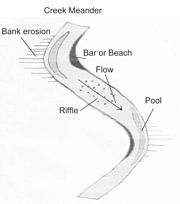 Creek Meander
Bank erosion
Bar or Beach
Flow
Riffle
Pool